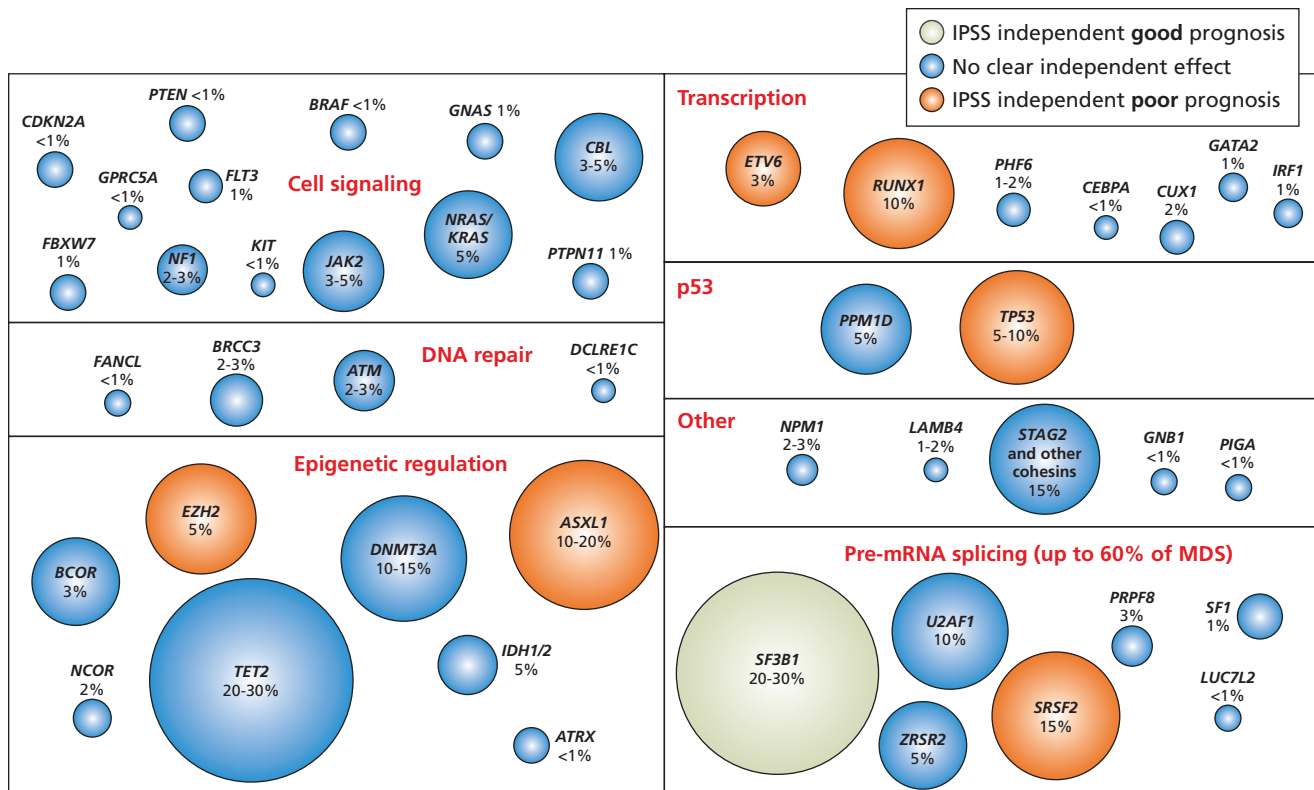 IPSS independent good prognosis
No clear independent effect
IPSS independent poor prognosis
PTEN <1%
BRAF <1%
GNAS 1%
CDKN2A
<1%
CBL
3-5%
GPRC5A
<1%
FLT3
1%
Cell signaling
NRAS/
KRAS
5%
FBXW7
1%
NF1
2-3%
KIT
<1%
JAK2
3-5%
PTPN11 1%
DNA repair
FANCL
<1%
BRCC3
2-3%
ATM
2-3%
DCLRE1C
<1%
Epigenetic regulation
EZH2
5%
ASXL1
10-20%
DNMT3A
10-15%
BCOR
3%
TET2
20-30%
IDH1/2
5%
NCOR
2%
ATRX
<1%
Transcription
ETV6
3%
RUNX1
10%
PHF6
1-2%
CEBPA
<1%
CUX1
2%
GATA2
1%
IRF1
1%
p53
PPM1D
5%
TP53
5-10%
Other
NPM1
2-3%
LAMB4
1-2%
STAG2
and other
cohesins
15%
GNB1
<1%
PIGA
<1%
Pre-mRNA splicing (up to 60% of MDS)
SF3B1
20-30%
U2AF1
10%
PRPF8
3%
SF1
1%
SRSF2
15%
LUC7L2
<1%
ZRSR2
5%